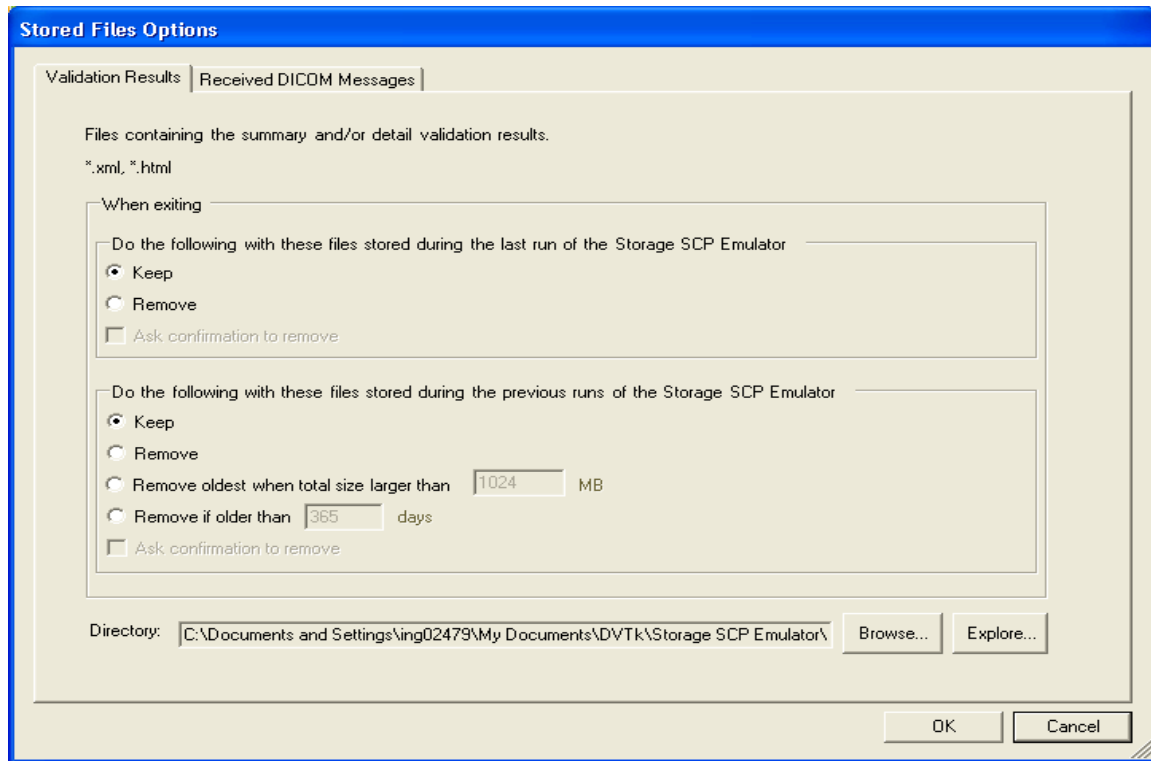 Stored Files Options
Validation Results
Received DICOM Messages
Files containing the summary and/or detail validation results.
*.xml, *.html
When exiting
Do the following with these files stored during the last run of the Storage SCP Emulator
Keep
Remove
Ask confirmation to remove
Do the following with these files stored during the previous runs of the Storage SCP Emulator
Keep
Remove
Remove oldest when total size larger than 1024 MB
Remove if older than 365 days
Ask confirmation to remove
Directory: C:\Documents and Settings\ing02479\My Documents\DVTk\Storage SCP Emulator\ Browse... Explore...
OK Cancel